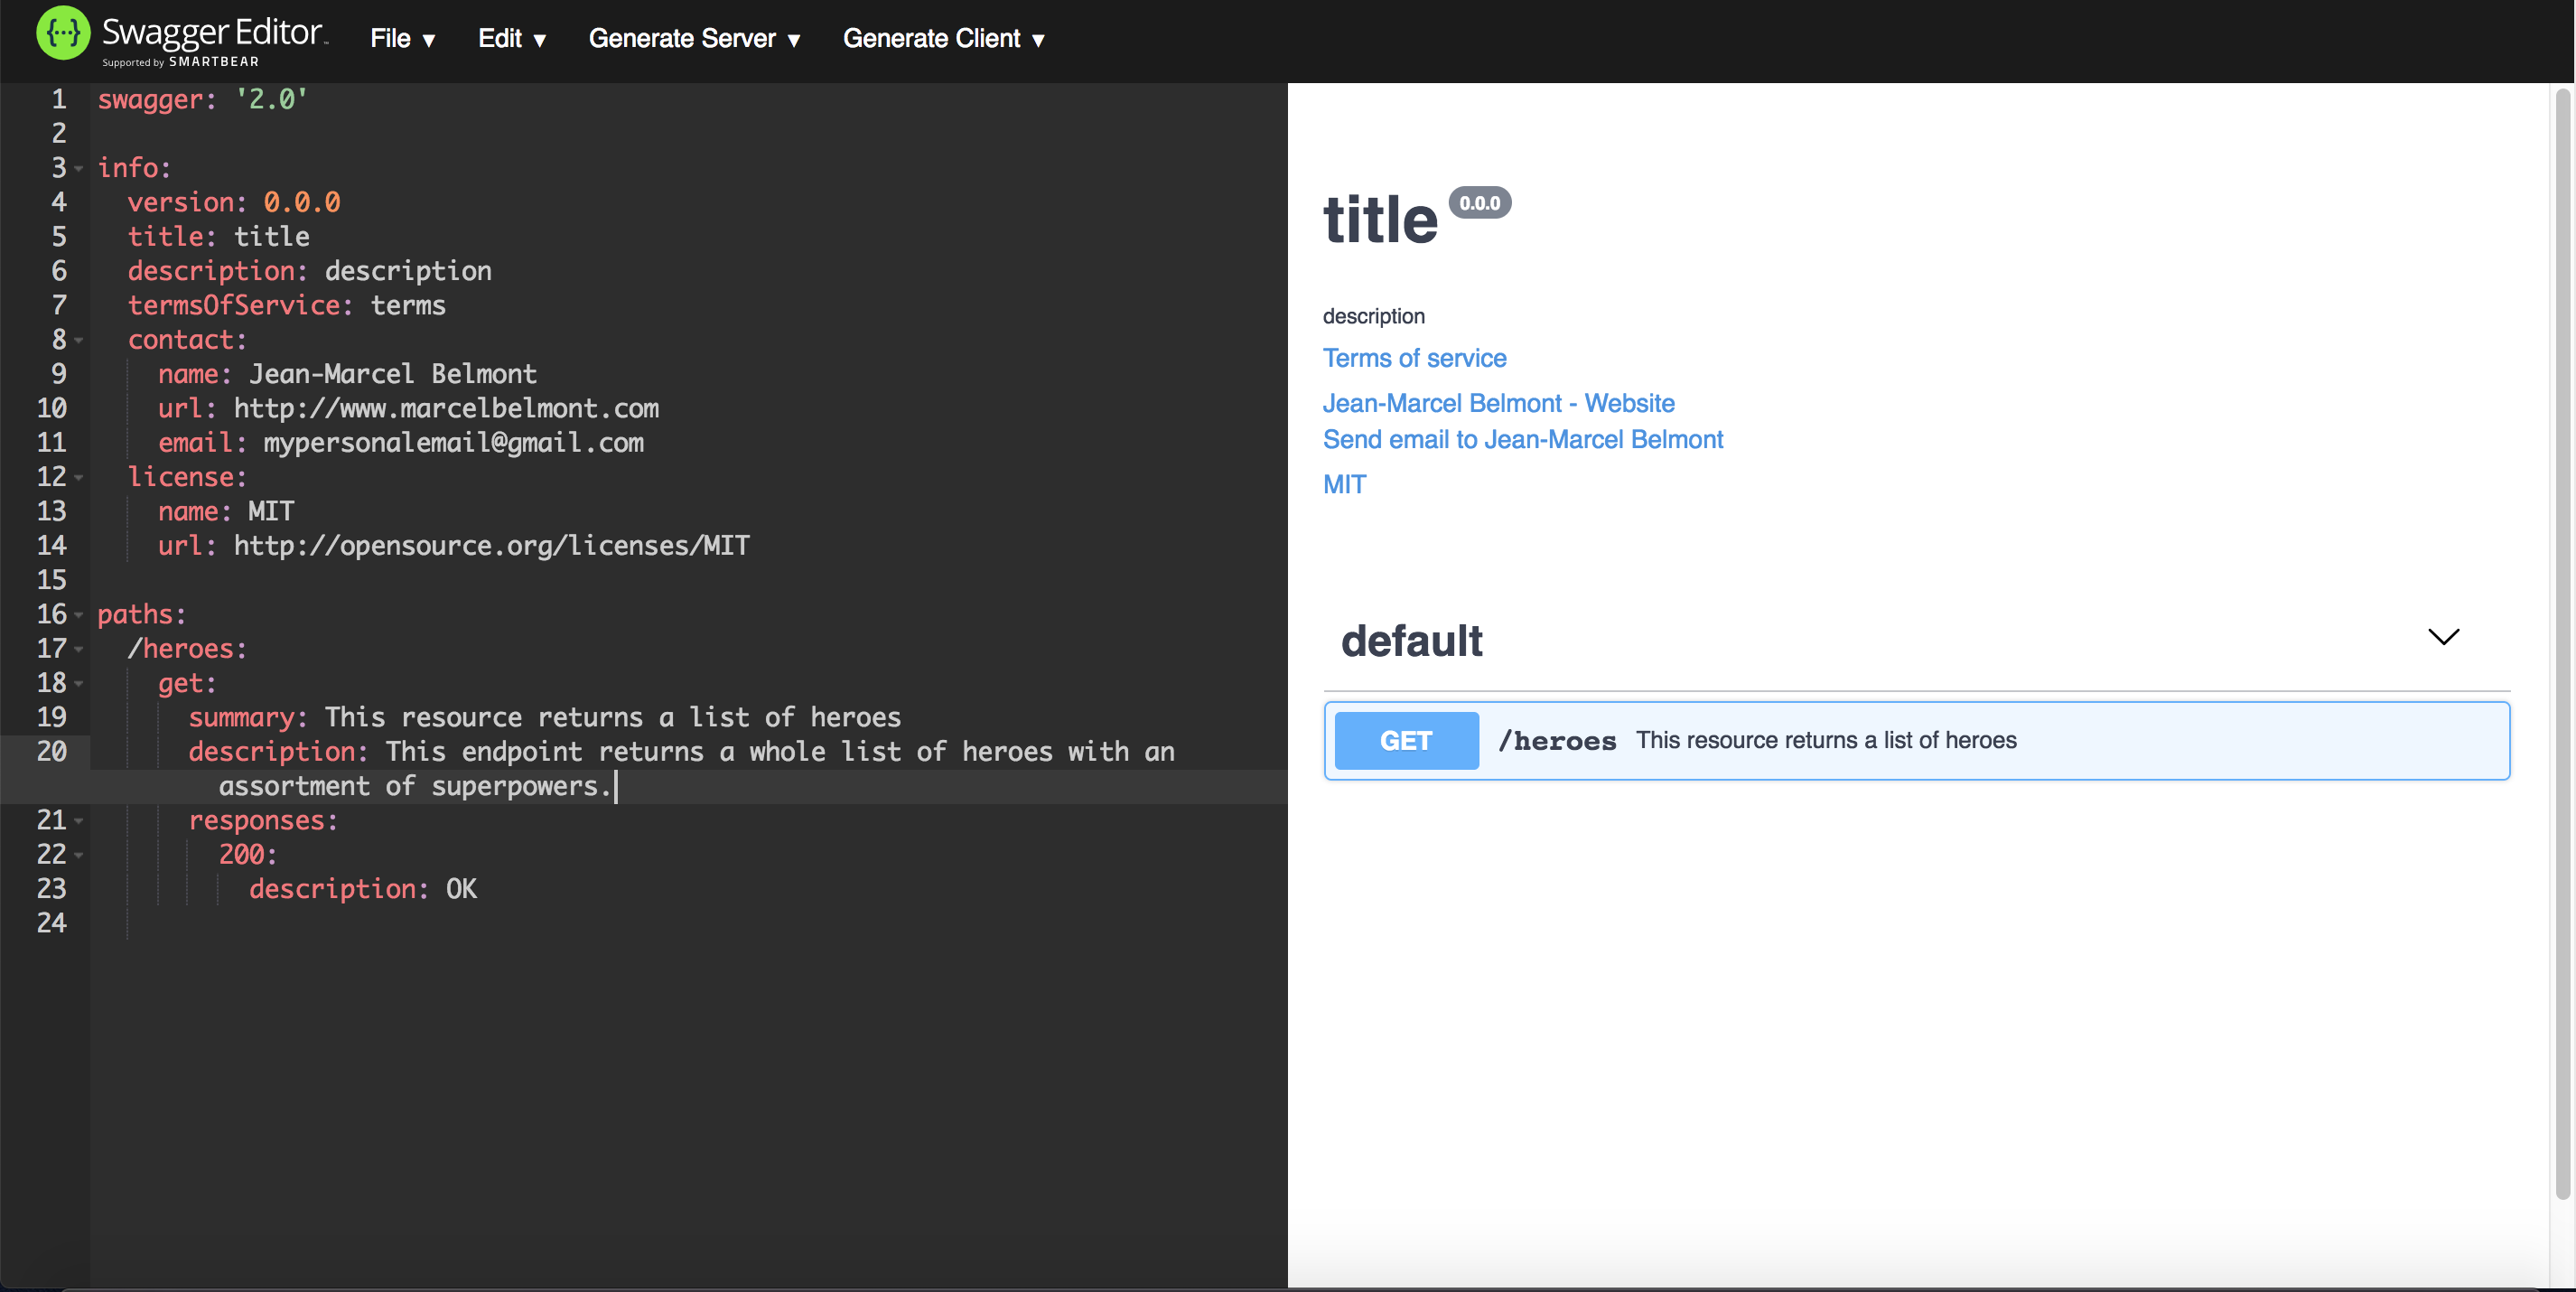 Swagger Editor
Supported by SMARTBEAR
File ▼ Edit ▼ Generate Server ▼ Generate Client ▼
1 swagger: '2.0'
2
3 info:
4 version: 0.0.0
5 title: title
6 description: description
7 termsOfService: terms
8 contact:
9 name: Jean-Marcel Belmont
10 url: http://www.marcelbelmont.com
11 email: mypersonalemail@gmail.com
12 license:
13 name: MIT
14 url: http://opensource.org/licenses/MIT
15
16 paths:
17 /heroes:
18 get:
19 summary: This resource returns a list of heroes
20 description: This endpoint returns a whole list of heroes with an
assortment of superpowers.
21 responses:
22 200:
23 description: OK
24
title 0.0.0
description
Terms of service
Jean-Marcel Belmont - Website
Send email to Jean-Marcel Belmont
MIT
default
GET /heroes This resource returns a list of heroes